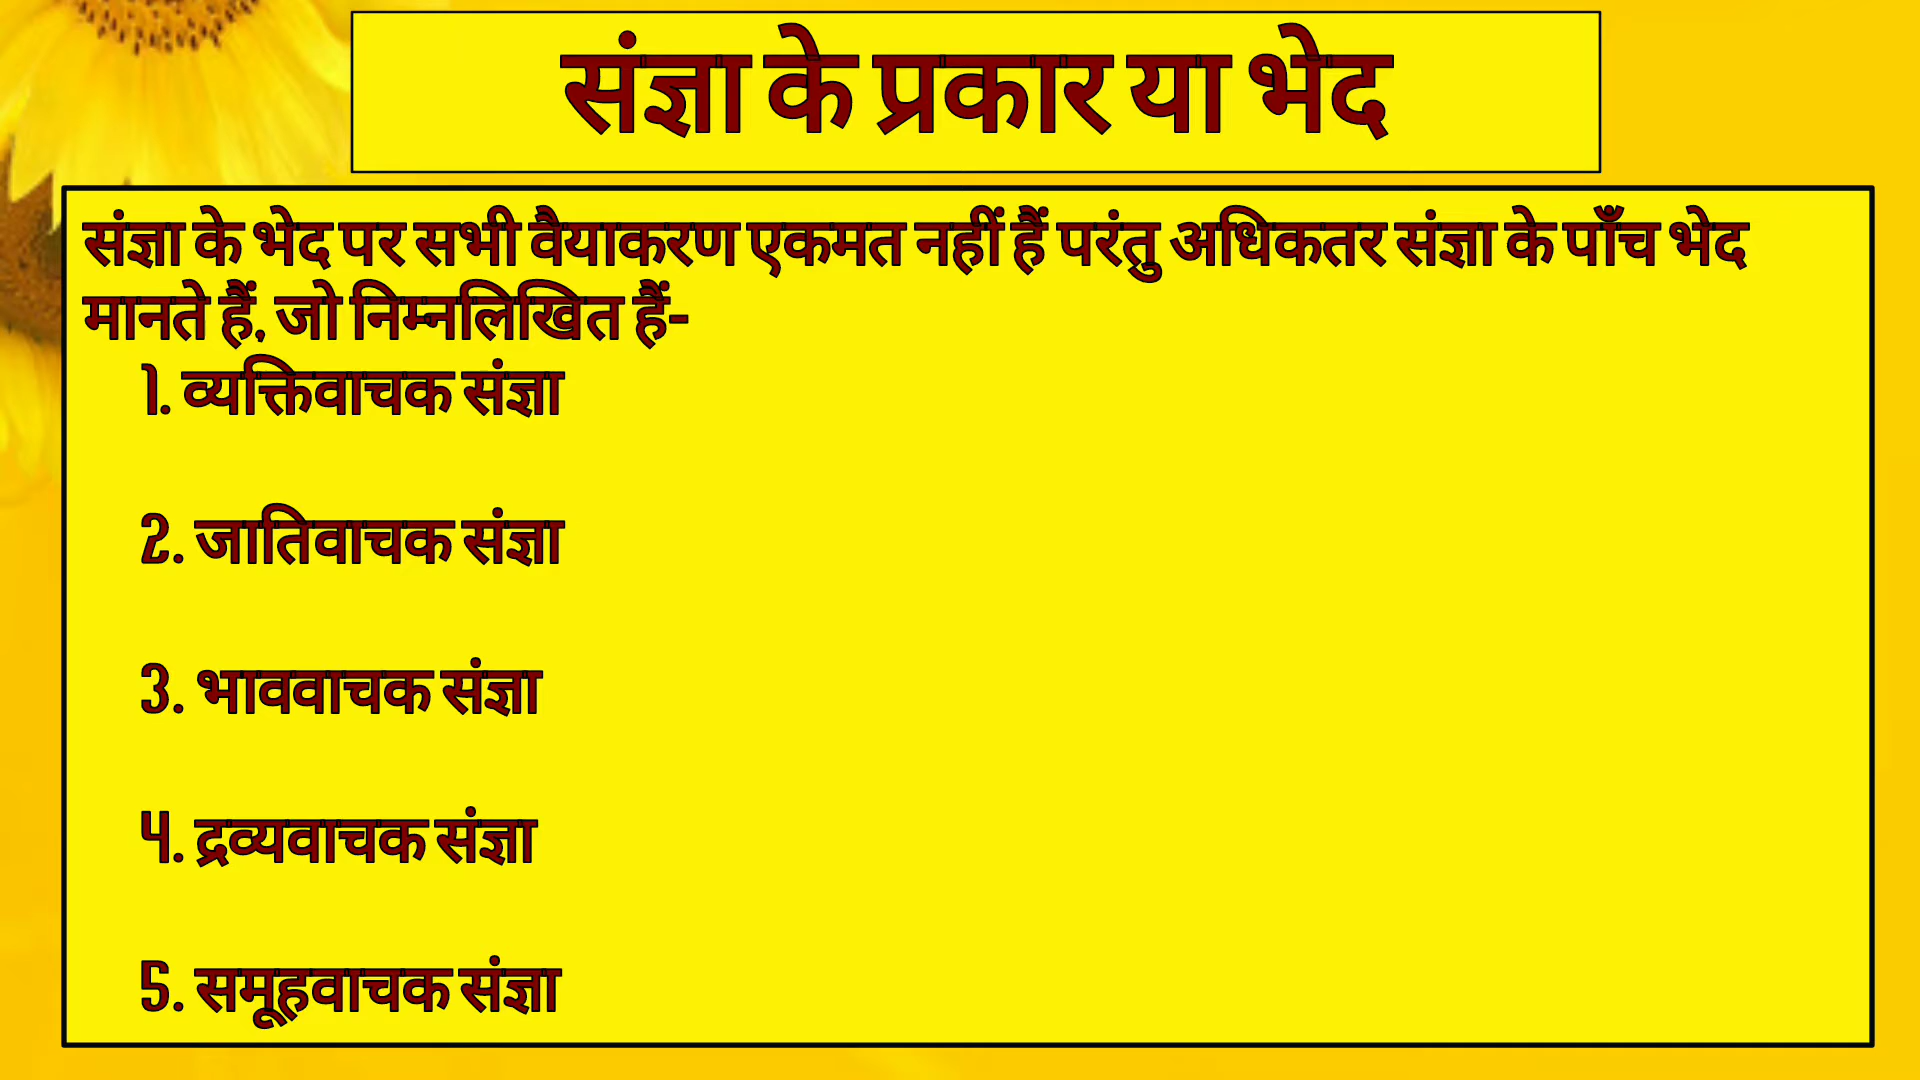 संज्ञा के प्रकार या भेद
संज्ञा के भेद पर सभी वैयाकरण एकमत नहीं हैं परंतु अधिकतर संज्ञा के पाँच भेद
मानते हैं, जो निम्नलिखित हैं-
1. व्यक्तिवाचक संज्ञा
2. जातिवाचक संज्ञा
3. भाववाचक संज्ञा
4. द्रव्यवाचक संज्ञा
5. समूहवाचक संज्ञा